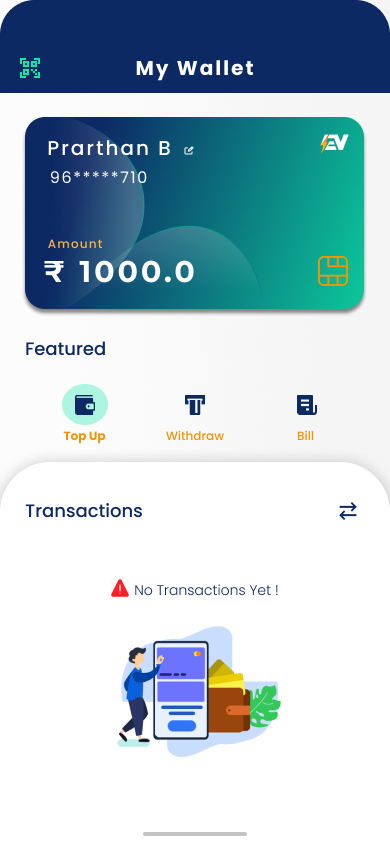 My Wallet
Prarthan B
EV
96*****710
Amount
₹ 1000.0
Featured
Top Up
Withdraw
Bill
Transactions
No Transactions Yet !